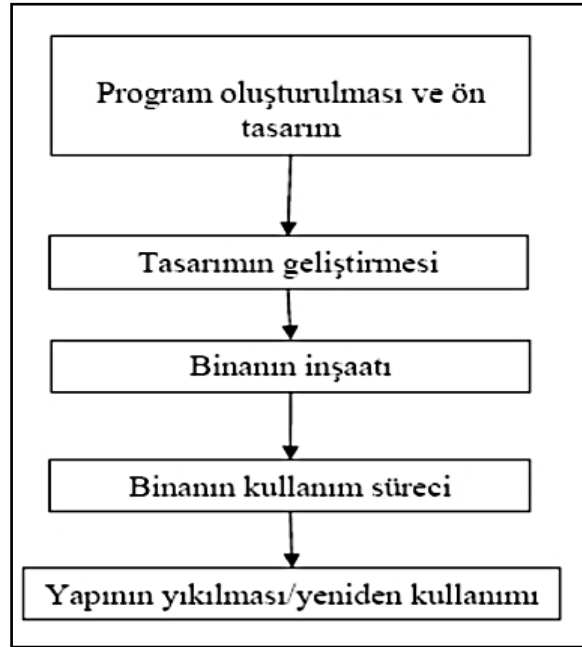 Program oluşturulması ve ön
tasarım
Tasarımın geliştirmesi
Binanın inşaatı
Binanın kullanım süreci
Yapının yıkılması/yeniden kullanımı